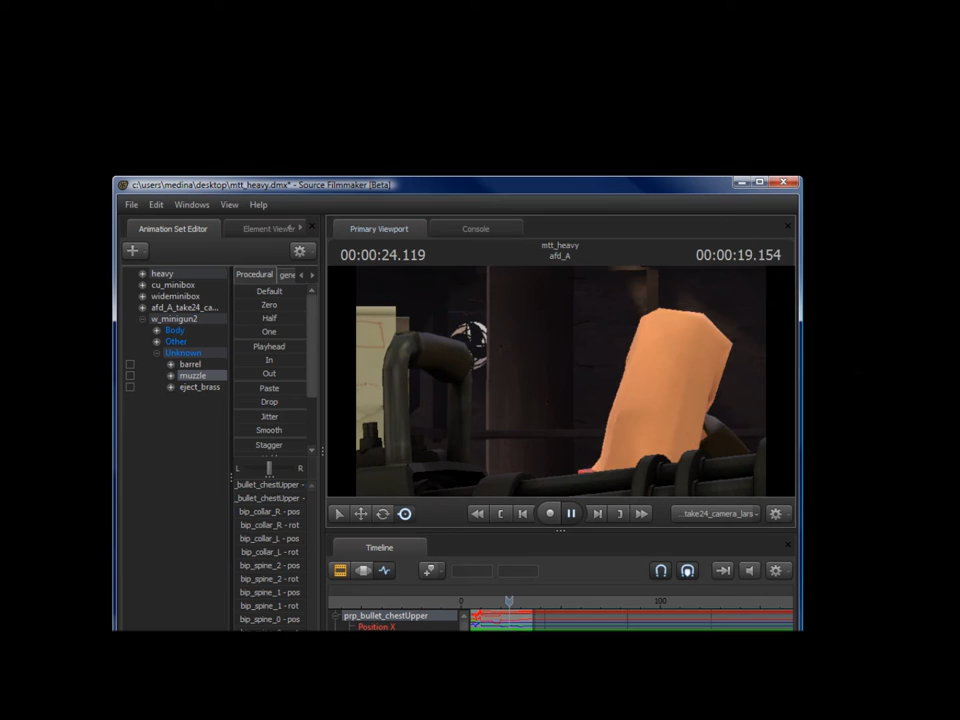 c:\users\medina\desktop\mtt_heavy.dmx* - Source Filmmaker [Beta]
File Edit Windows View Help
Animation Set Editor
Element Viewer
Primary Viewport
Console
00:00:24.119
mtt_heavy
afd_A
00:00:19.154
heavy
cu_minibox
wideminibox
afd_A_take24_ca...
w_minigun2
Body
Other
Unknown
barrel
muzzle
eject_brass
Procedural
Default
Zero
Half
One
Playhead
In
Out
Paste
Drop
Jitter
Smooth
Stagger
L R
_bullet_chestUpper -
_bullet_chestUpper -
bip_collar_R - pos
bip_collar_R - rot
bip_collar_L - pos
bip_collar_L - rot
bip_spine_2 - pos
bip_spine_2 - rot
bip_spine_1 - pos
bip_spine_1 - rot
bip_spine_0 - pos
...take24_camera_lars
Timeline
0 100
prp_bullet_chestUpper
Position X